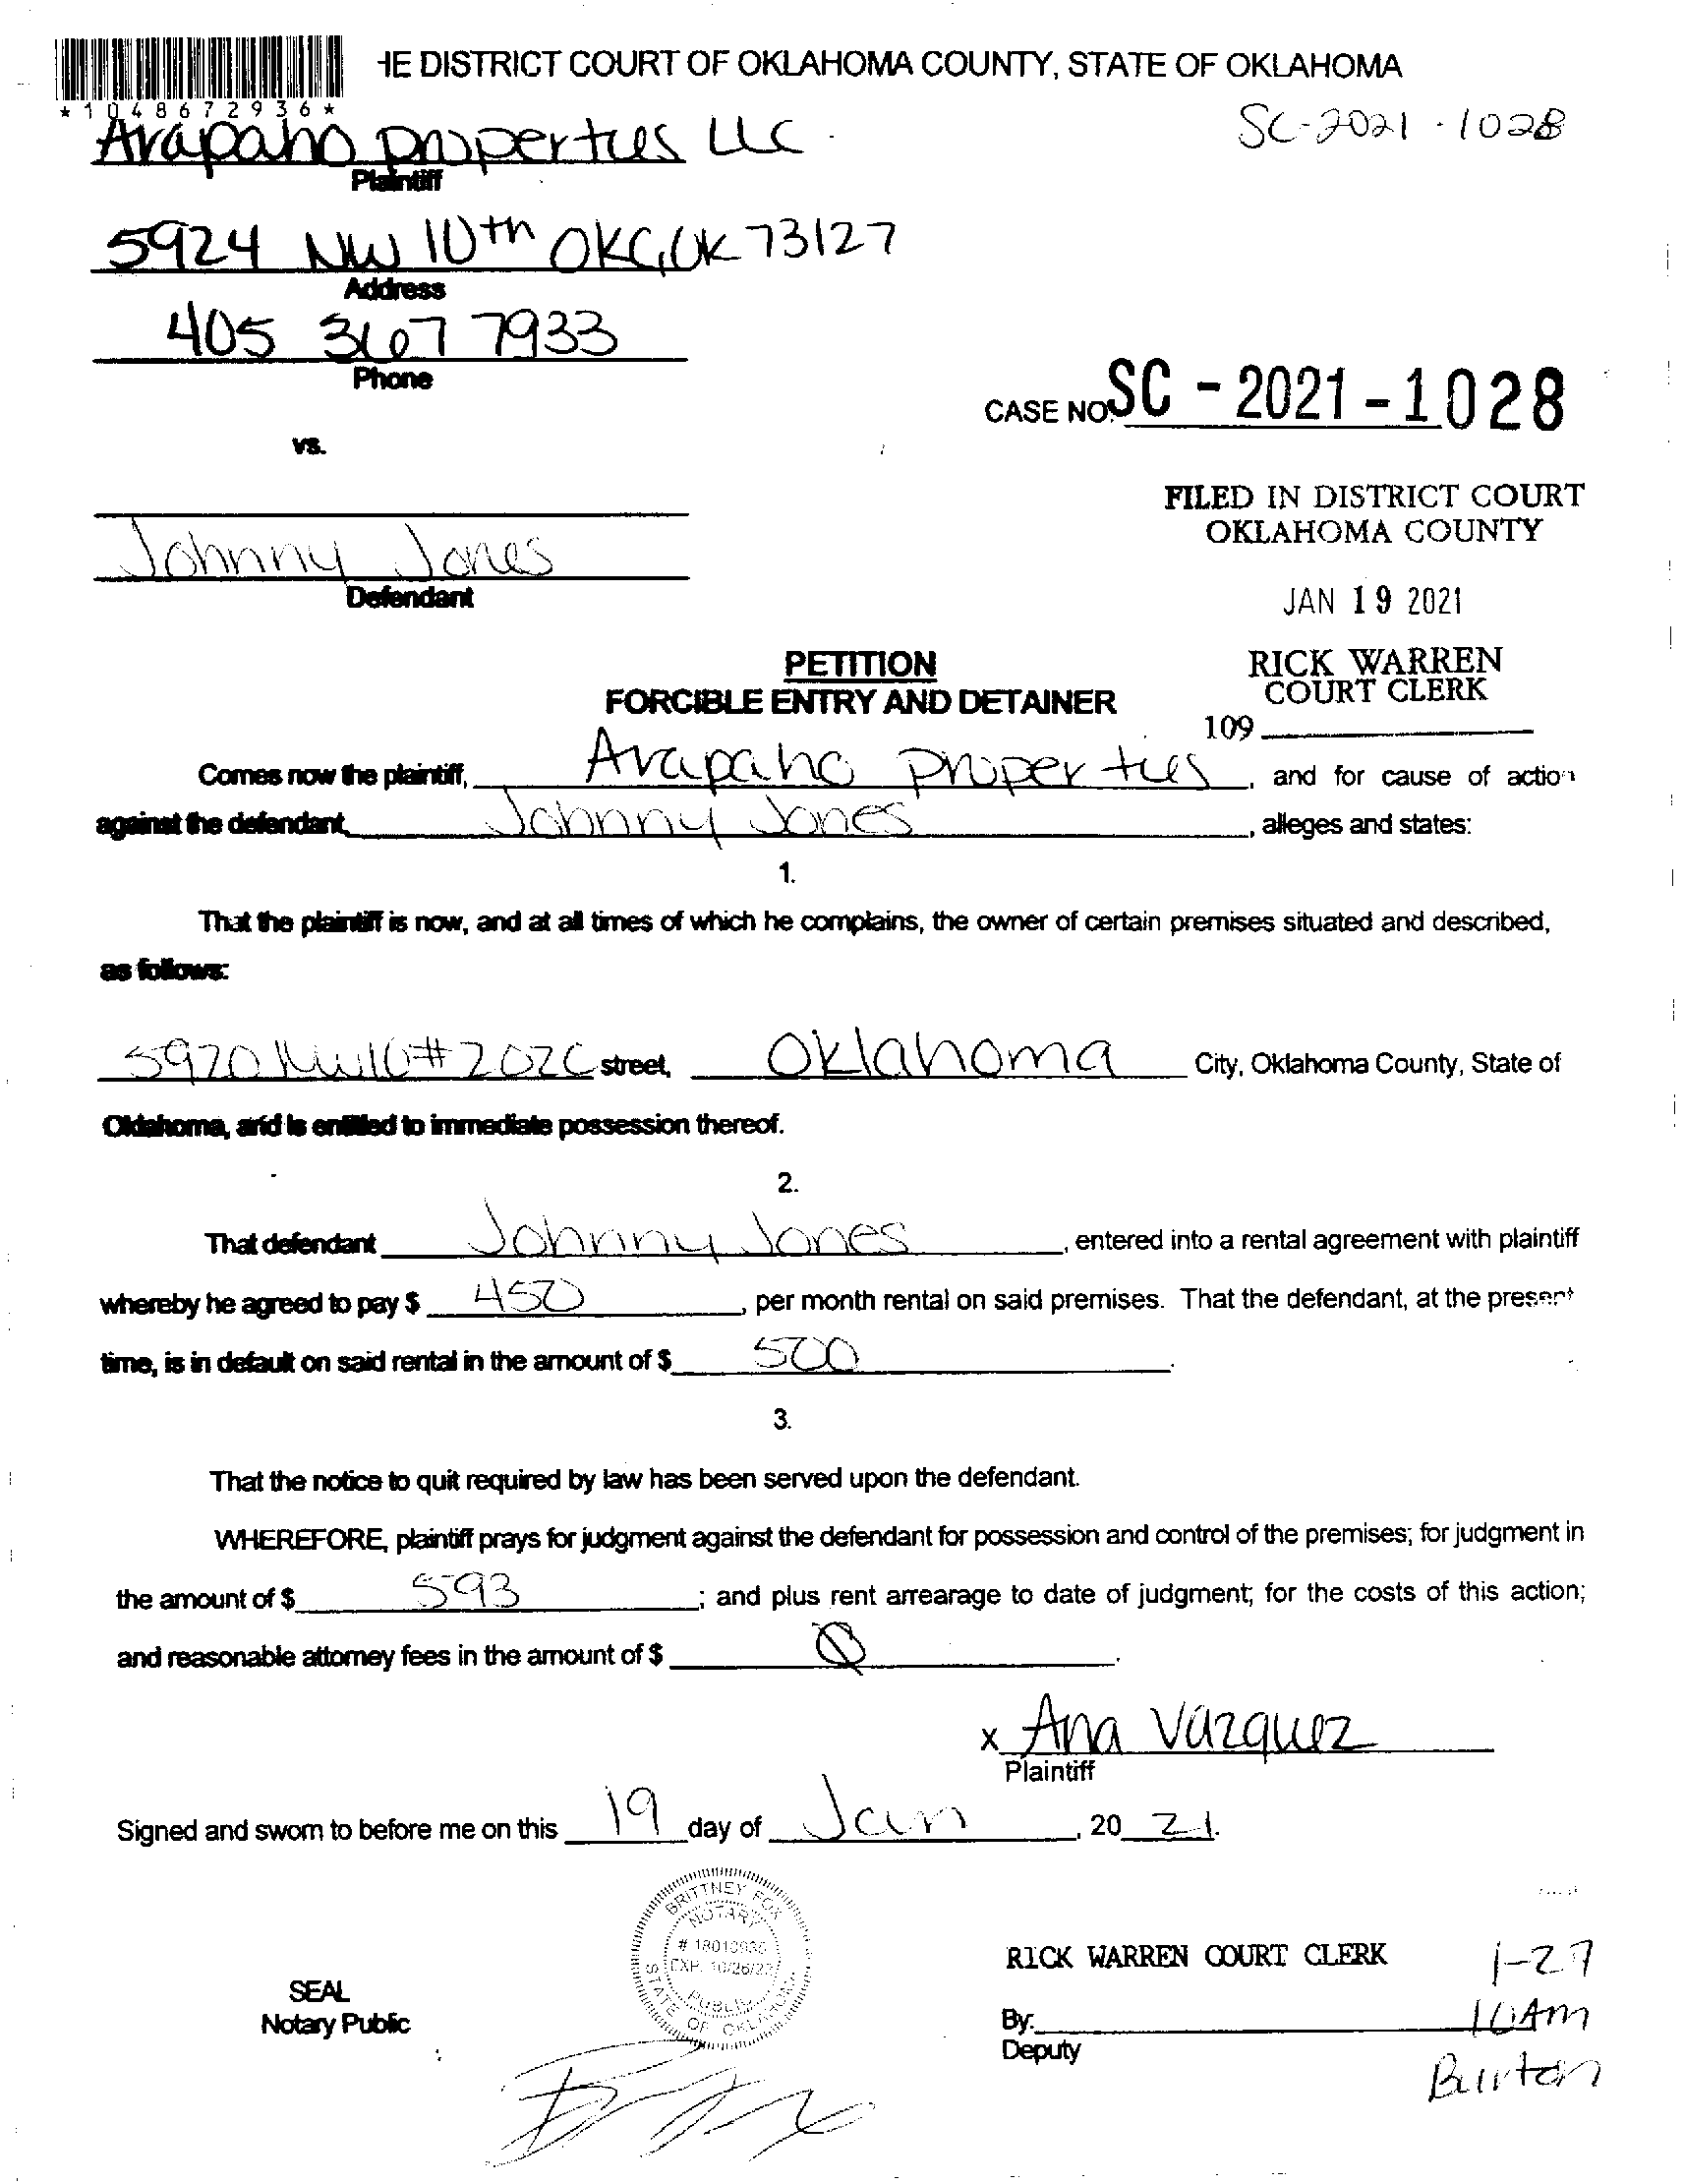 HE DISTRICT COURT OF OKLAHOMA COUNTY, STATE OF OKLAHOMA
*1048672936*
SC-2021-1028
Arapaho properties LLC.
Plaintiff
5924 NW 10th OKC, OK 73127
Address
405 367 7933
Phone
CASE NO. SC-2021-1028
vs.
FILED IN DISTRICT COURT
OKLAHOMA COUNTY
Johnny Jones
Defendant
JAN 19 2021
PETITION
RICK WARREN
FORCIBLE ENTRY AND DETAINER
COURT CLERK
109
Comes now the plaintiff, Arapaho properties, and for cause of action
against the defendant, Johnny Jones, alleges and states:
1.
That the plaintiff is now, and at all times of which he complains, the owner of certain premises situated and described,
as follows:
5920 NW 10 # 202C street, Oklahoma City, Oklahoma County, State of
Oklahoma, and is entitled to immediate possession thereof.
2.
That defendant Johnny Jones, entered into a rental agreement with plaintiff
whereby he agreed to pay $ 450, per month rental on said premises. That the defendant, at the present
time, is in default on said rental in the amount of $ 500.
3.
That the notice to quit required by law has been served upon the defendant.
WHEREFORE, plaintiff prays for judgment against the defendant for possession and control of the premises; for judgment in
the amount of $ 593; and plus rent arrearage to date of judgment; for the costs of this action;
and reasonable attorney fees in the amount of $ 0.
x Ana Vazquez
Plaintiff
Signed and sworn to before me on this 19 day of Jan, 20 21.
BRITTNEY FOX
NOTARY
EXP. 10/26/22
PUBLIC
STATE OF OKLAHOMA
RICK WARREN COURT CLERK
1-27
SEAL
Notary Public
By:
10AM
Deputy
Burton